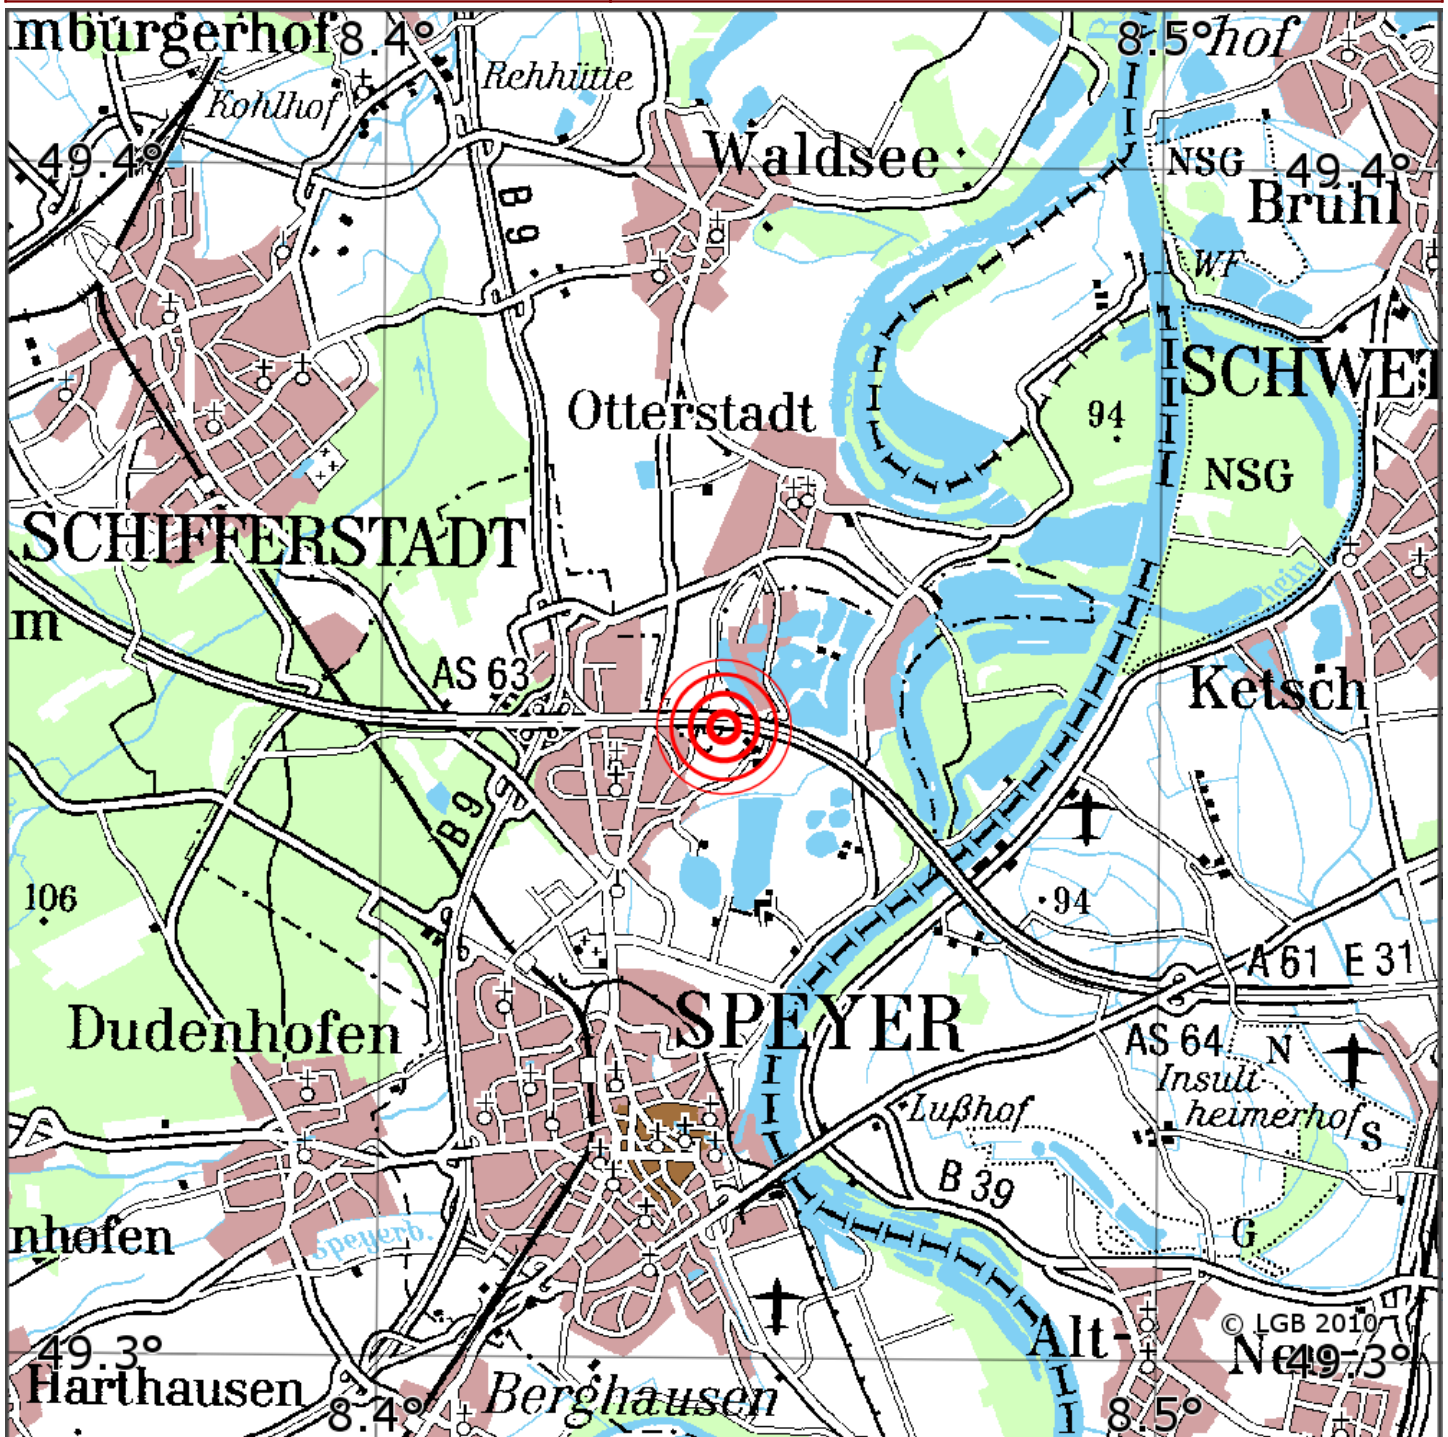 mburgerhof
8.4°
8.5°
hof
Rehhütte
Kohlhof
49.4°
Waldsee
NSG
49.4°
B 9
Brühl
WF
SCHWET
Otterstadt
94
NSG
SCHIFFERSTADT
hein
m
AS 63
Ketsch
B 9
106
94
A 61 E 31
SPEYER
Dudenhofen
AS 64
N
Insult-
heimerhof
Lußhof
S
B 39
nhofen
Speyerb.
G
© LGB 2010
Alt-
49.3°
49.3°
Harthausen
Berghausen
8.4°
8.5°